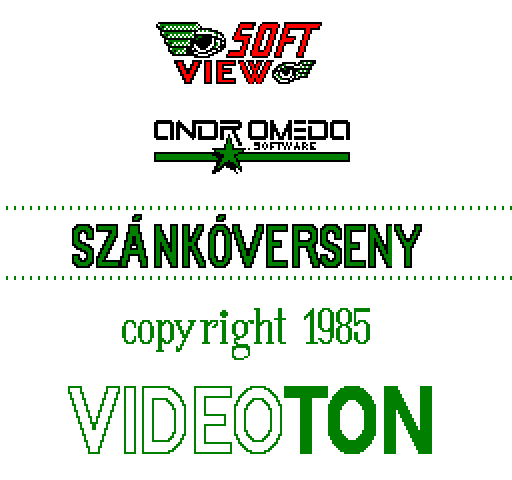 SOFT
VIEW
ANDROMEDA
SOFTWARE
SZÁNKÓVERSENY
copyright 1985
VIDEOTON